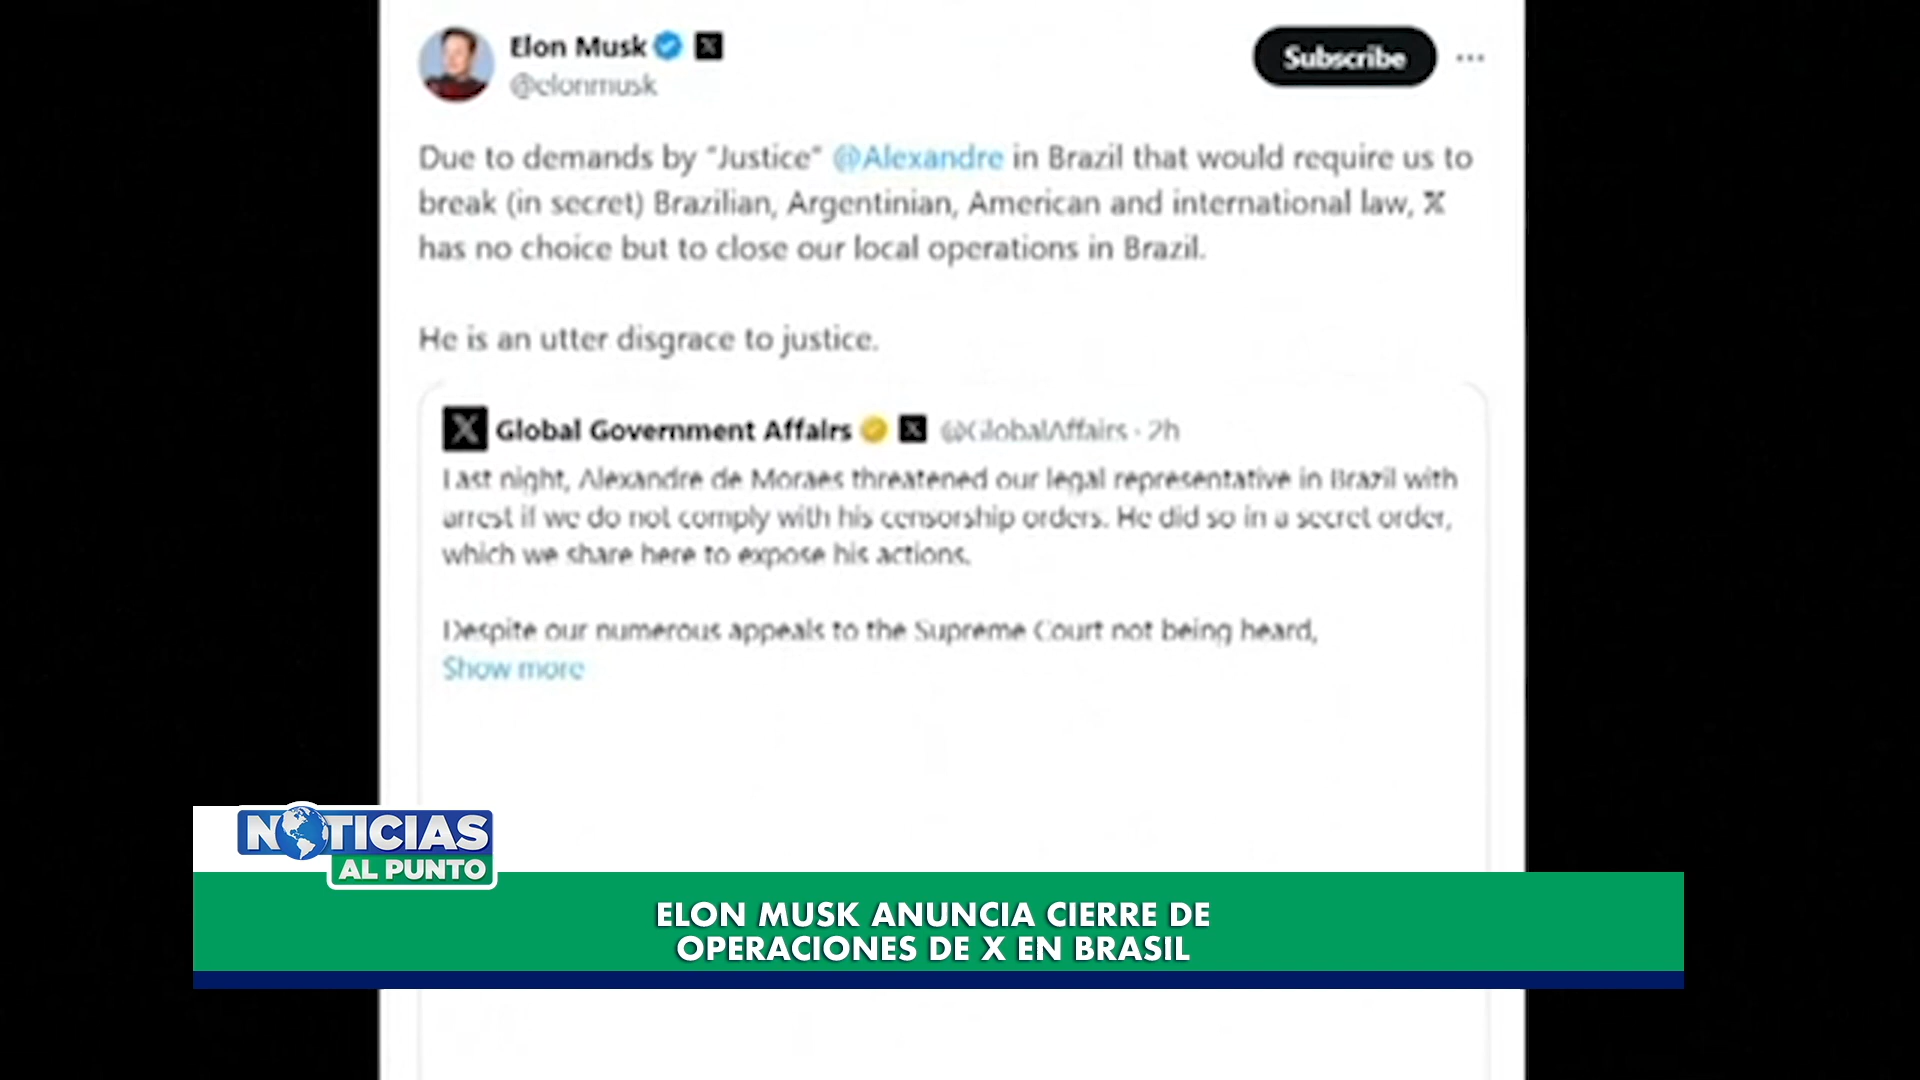 Elon Musk
@elonmusk
Subscribe
Due to demands by “Justice” @Alexandre in Brazil that would require us to
break (in secret) Brazilian, Argentinian, American and international law, X
has no choice but to close our local operations in Brazil.
He is an utter disgrace to justice.
Global Government Affairs @GlobalAffairs · 2h
Last night, Alexandre de Moraes threatened our legal representative in Brazil with
arrest if we do not comply with his censorship orders. He did so in a secret order,
which we share here to expose his actions.
Despite our numerous appeals to the Supreme Court not being heard,
Show more
NOTICIAS
AL PUNTO
ELON MUSK ANUNCIA CIERRE DE
OPERACIONES DE X EN BRASIL